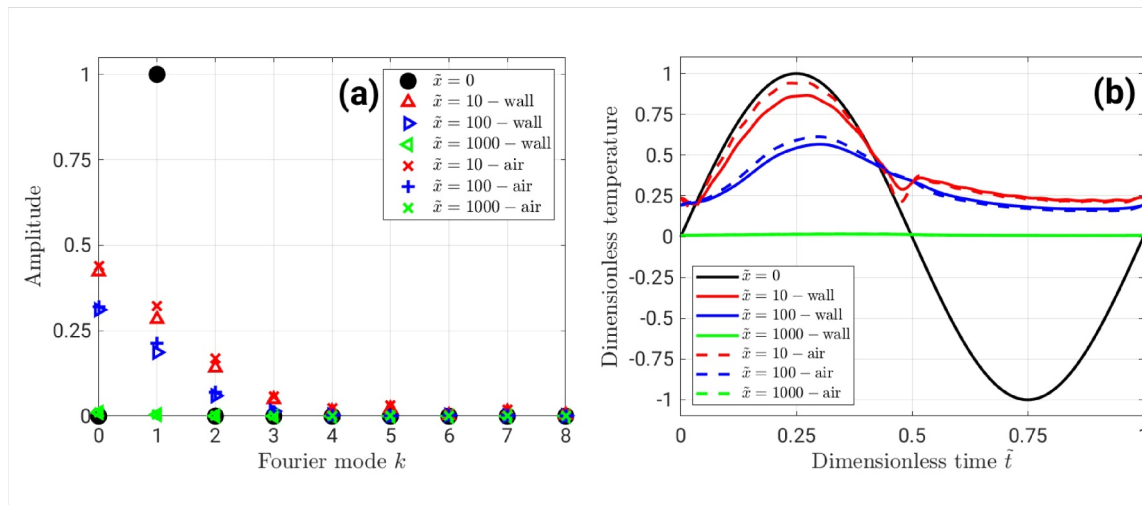 (a)
Amplitude
1
0.75
0.5
0.25
0
x̃ = 0
x̃ = 10 − wall
x̃ = 100 − wall
x̃ = 1000 − wall
x̃ = 10 − air
x̃ = 100 − air
x̃ = 1000 − air
0 1 2 3 4 5 6 7 8
Fourier mode k
(b)
Dimensionless temperature
1
0.75
0.5
0.25
0
-0.25
-0.5
-0.75
-1
x̃ = 0
x̃ = 10 − wall
x̃ = 100 − wall
x̃ = 1000 − wall
x̃ = 10 − air
x̃ = 100 − air
x̃ = 1000 − air
0 0.25 0.5 0.75 1
Dimensionless time t̃